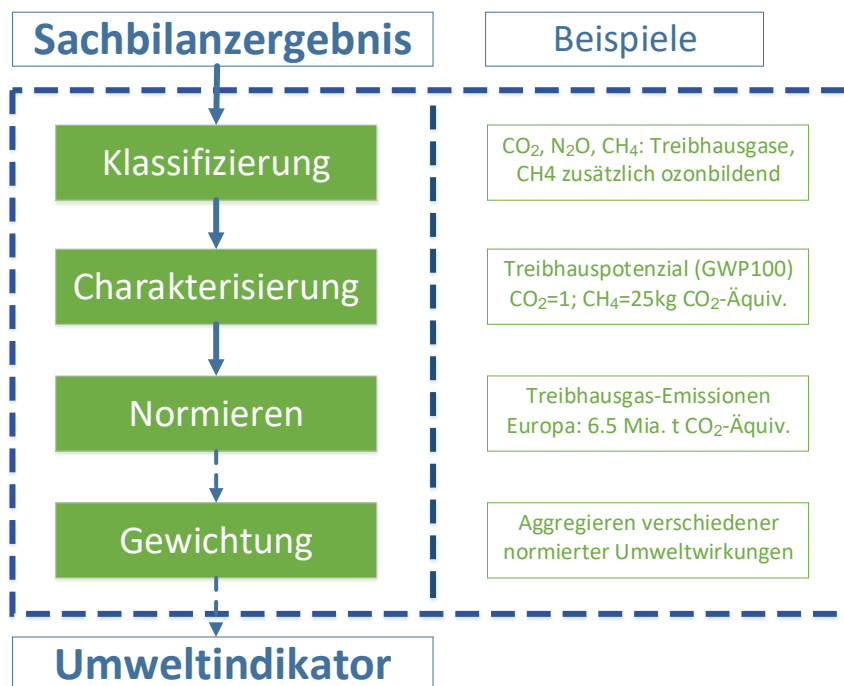 Sachbilanzergebnis
Beispiele
Klassifizierung
CO₂, N₂O, CH₄: Treibhausgase,
CH4 zusätzlich ozonbildend
Charakterisierung
Treibhauspotenzial (GWP100)
CO₂=1; CH₄=25kg CO₂-Äquiv.
Normieren
Treibhausgas-Emissionen
Europa: 6.5 Mia. t CO₂-Äquiv.
Gewichtung
Aggregieren verschiedener
normierter Umweltwirkungen
Umweltindikator